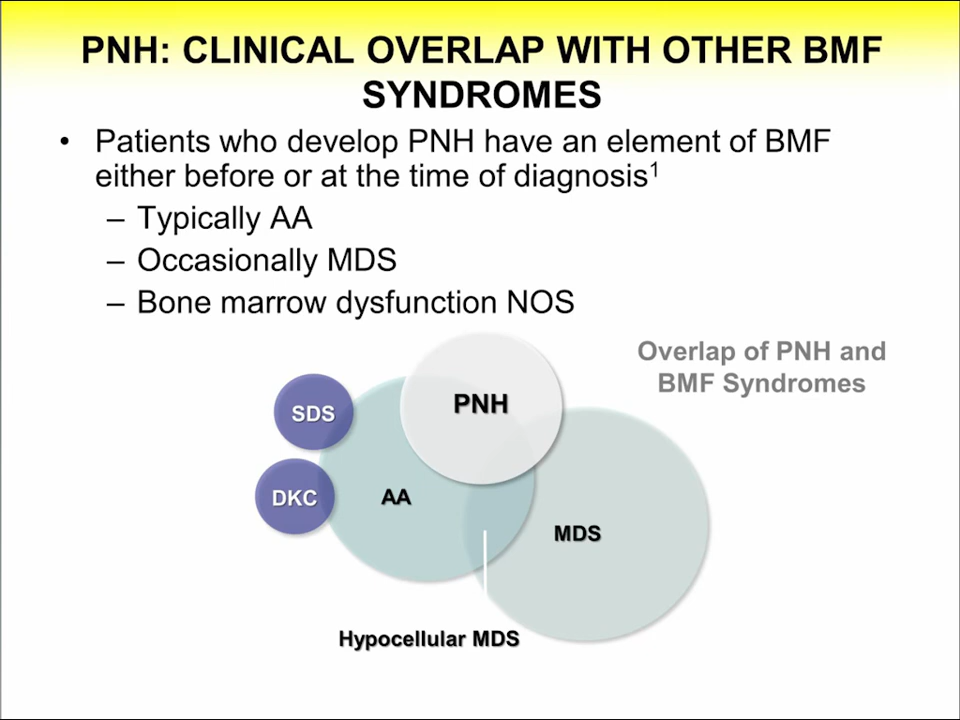 PNH: CLINICAL OVERLAP WITH OTHER BMF
SYNDROMES
• Patients who develop PNH have an element of BMF
either before or at the time of diagnosis¹
– Typically AA
– Occasionally MDS
– Bone marrow dysfunction NOS
Overlap of PNH and
BMF Syndromes
PNH
SDS
DKC
AA
MDS
Hypocellular MDS